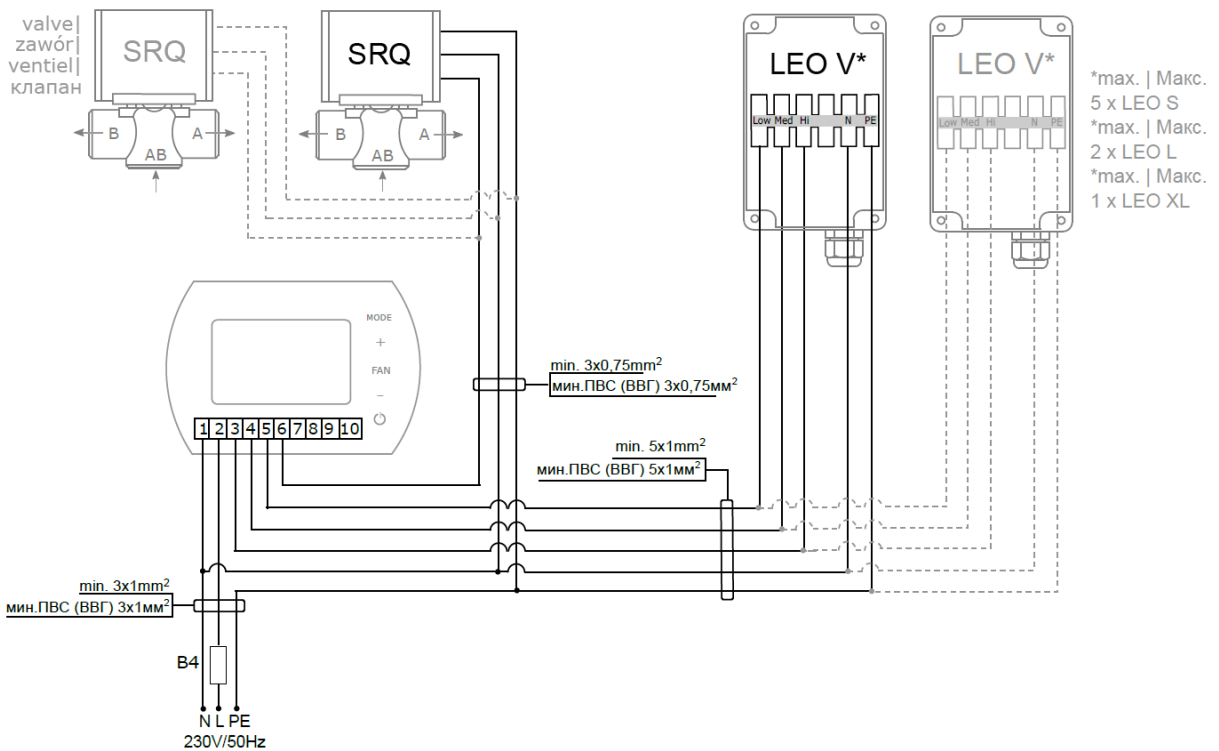 valve|
zawór|
ventiel|
клапан
SRQ
B
A
AB
SRQ
B
A
AB
LEO V*
Low Med Hi N PE
LEO V*
Low Med Hi N PE
*max. | Макс.
5 x LEO S
*max. | Макс.
2 x LEO L
*max. | Макс.
1 x LEO XL
MODE
+
FAN
-
1 2 3 4 5 6 7 8 9 10
min. 3x0,75mm²
мин.ПВС (ВВГ) 3x0,75мм²
min. 5x1mm²
мин.ПВС (ВВГ) 5x1мм²
min. 3x1mm²
мин.ПВС (ВВГ) 3x1мм²
B4
N L PE
230V/50Hz